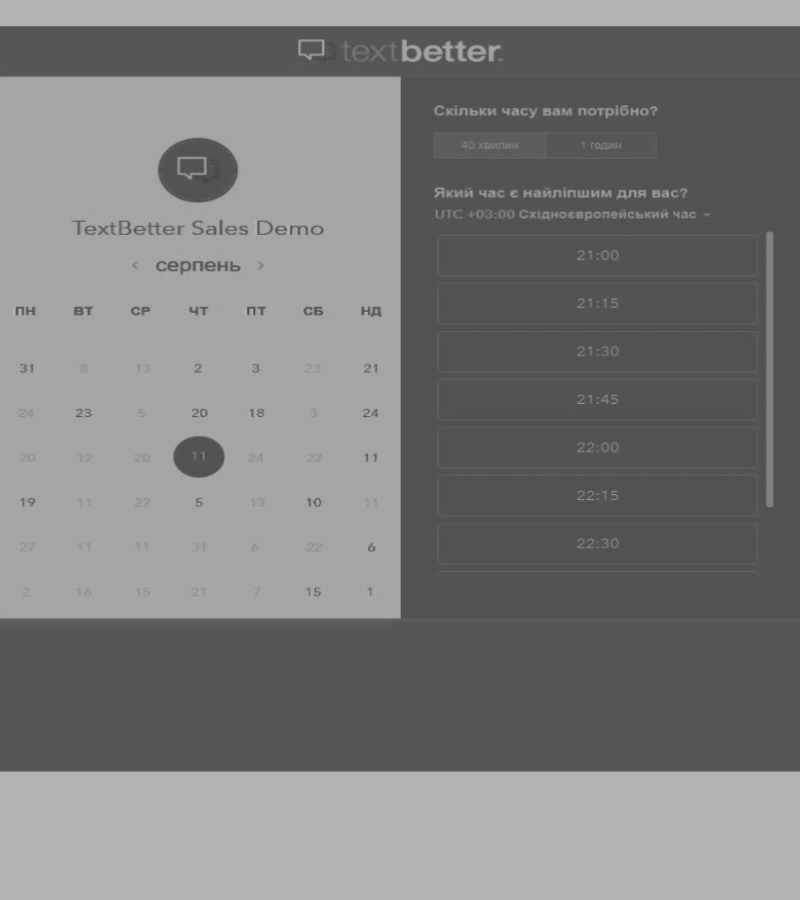 textbetter.
TextBetter Sales Demo
< серпень >
ПН ВТ СР ЧТ ПТ СБ НД
31 8 13 2 3 23 21
24 23 5 20 18 3 24
20 12 20 11 24 22 11
19 11 22 5 13 10 11
27 11 11 31 6 22 6
2 16 15 21 7 15 1
Скільки часу вам потрібно?
40 хвилин 1 годин
Який час є найліпшим для вас?
UTC +03:00 Східноєвропейський час
21:00
21:15
21:30
21:45
22:00
22:15
22:30